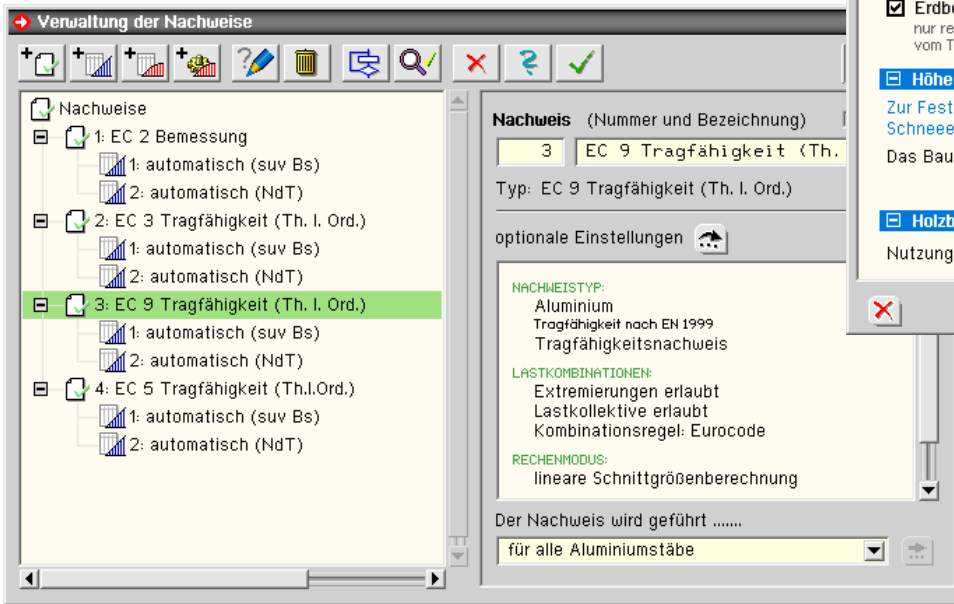 Verwaltung der Nachweise
Nachweise
1: EC 2 Bemessung
1: automatisch (suv Bs)
2: automatisch (NdT)
2: EC 3 Tragfähigkeit (Th. I. Ord.)
1: automatisch (suv Bs)
2: automatisch (NdT)
3: EC 9 Tragfähigkeit (Th. I. Ord.)
1: automatisch (suv Bs)
2: automatisch (NdT)
4: EC 5 Tragfähigkeit (Th.I.Ord.)
1: automatisch (suv Bs)
2: automatisch (NdT)
Nachweis (Nummer und Bezeichnung)
3 EC 9 Tragfähigkeit (Th.
Typ: EC 9 Tragfähigkeit (Th. I. Ord.)
optionale Einstellungen
NACHWEISTYP:
Aluminium
Tragfähigkeit nach EN 1999
Tragfähigkeitsnachweis
LASTKOMBINATIONEN:
Extremierungen erlaubt
Lastkollektive erlaubt
Kombinationsregel: Eurocode
RECHENMODUS:
lineare Schnittgrößenberechnung
Der Nachweis wird geführt .......
für alle Aluminiumstäbe
Erdbe
nur re
vom T
Höhe
Zur Fest
Schneee
Das Bau
Holzb
Nutzung